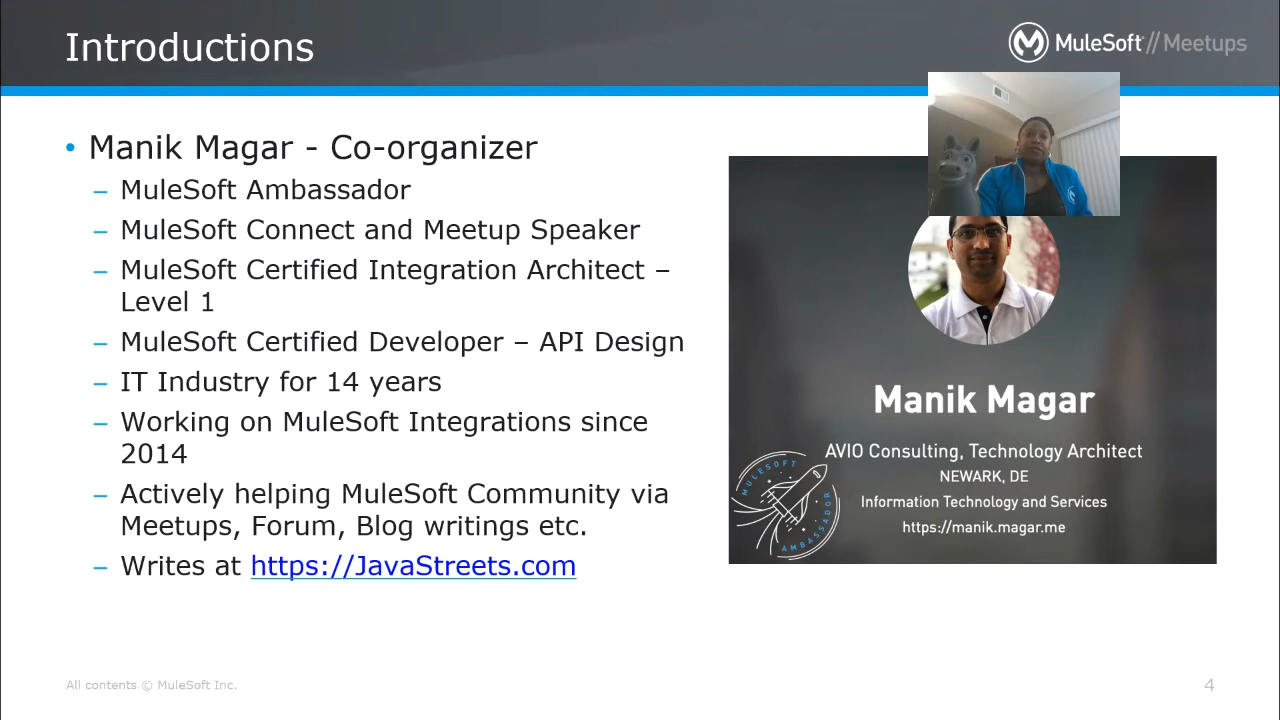 Introductions
MuleSoft // Meetups
• Manik Magar - Co-organizer
– MuleSoft Ambassador
– MuleSoft Connect and Meetup Speaker
– MuleSoft Certified Integration Architect –
Level 1
– MuleSoft Certified Developer – API Design
– IT Industry for 14 years
– Working on MuleSoft Integrations since
2014
– Actively helping MuleSoft Community via
Meetups, Forum, Blog writings etc.
– Writes at https://JavaStreets.com
Manik Magar
AVIO Consulting, Technology Architect
NEWARK, DE
Information Technology and Services
https://manik.magar.me
MULESOFT
AMBASSADOR
All contents © MuleSoft Inc.
4